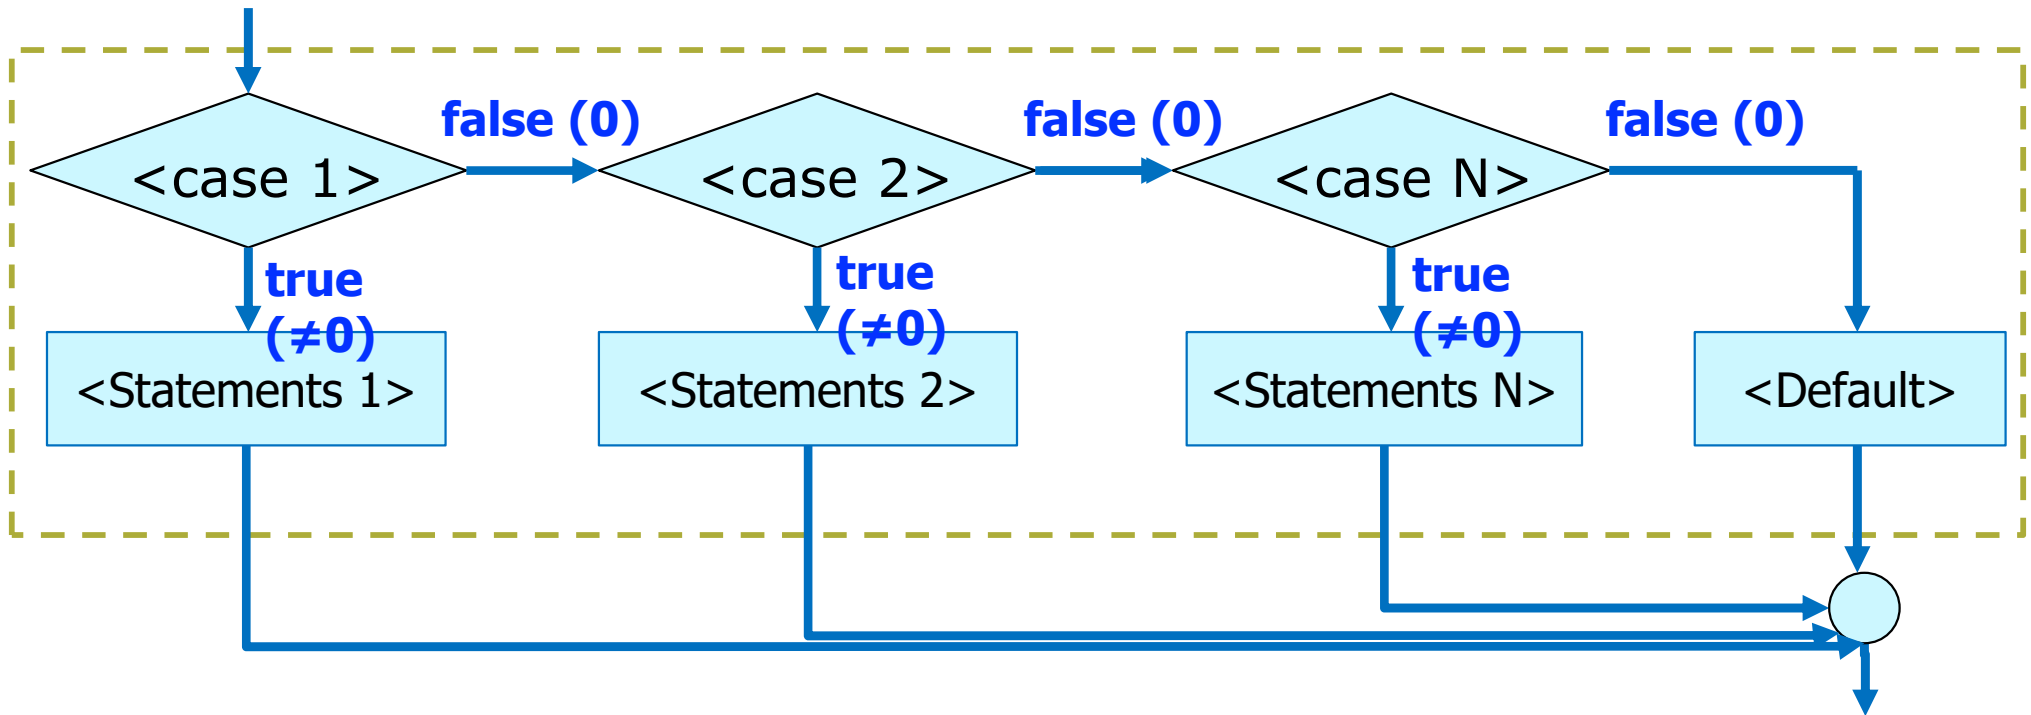 false (0)
false (0)
false (0)
<case 1>
<case 2>
<case N>
true
(≠0)
true
(≠0)
true
(≠0)
<Statements 1>
<Statements 2>
<Statements N>
<Default>